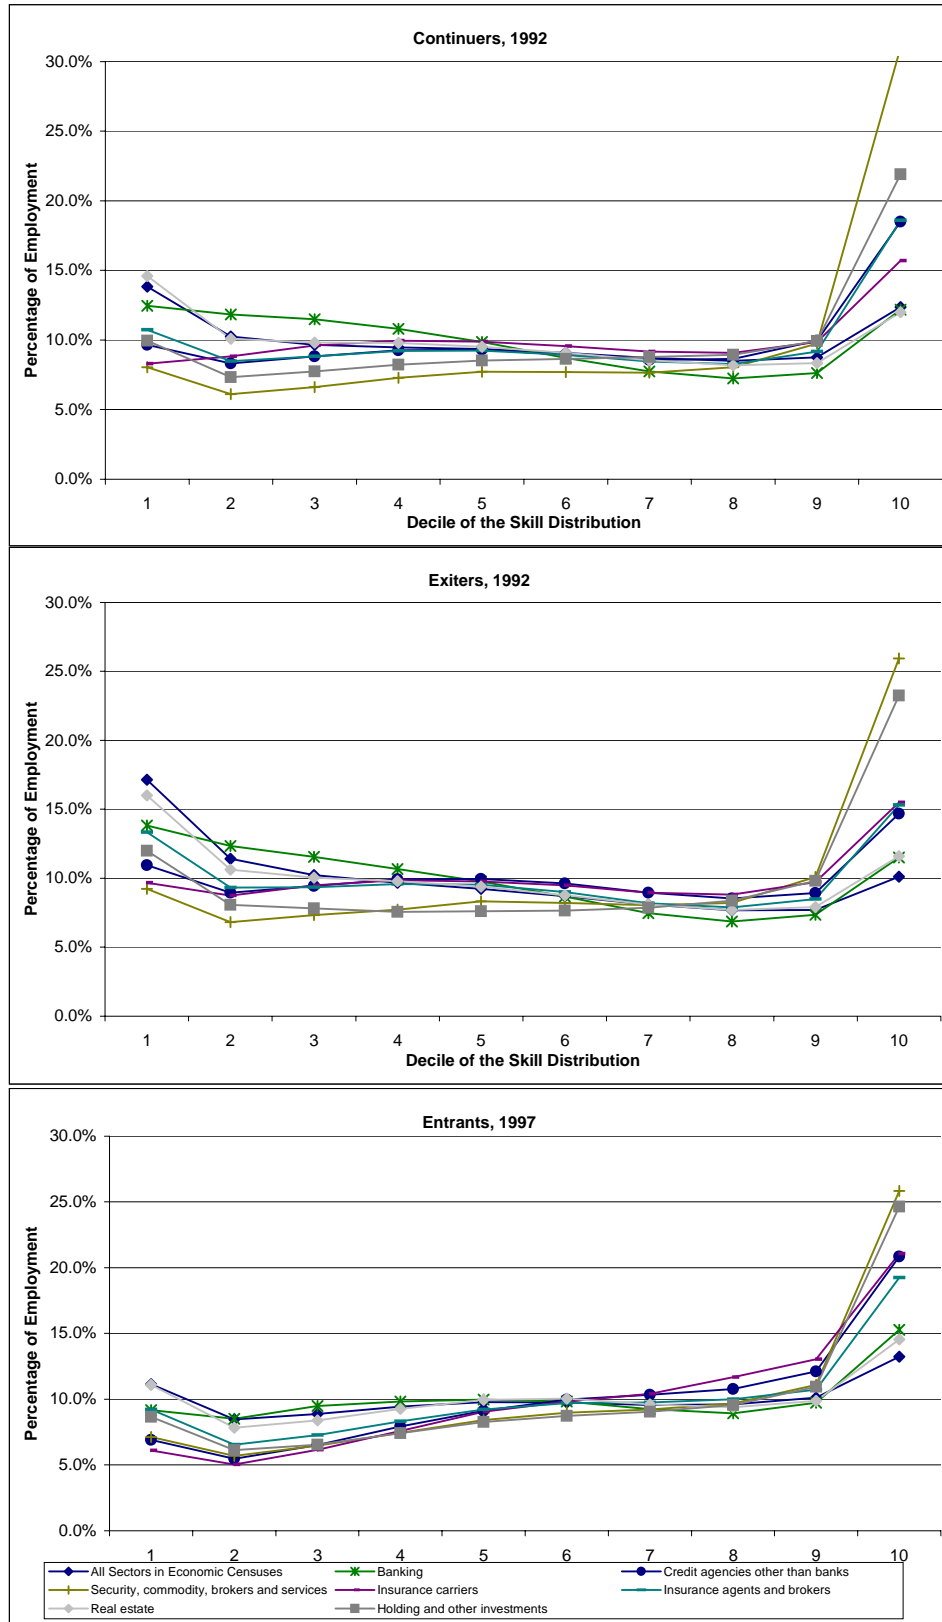 Continuers, 1992
30.0%
25.0%
20.0%
15.0%
10.0%
5.0%
0.0%
Percentage of Employment
1 2 3 4 5 6 7 8 9 10
Decile of the Skill Distribution
Exiters, 1992
30.0%
25.0%
20.0%
15.0%
10.0%
5.0%
0.0%
Percentage of Employment
1 2 3 4 5 6 7 8 9 10
Decile of the Skill Distribution
Entrants, 1997
30.0%
25.0%
20.0%
15.0%
10.0%
5.0%
0.0%
Percentage of Employment
1 2 3 4 5 6 7 8 9 10
All Sectors in Economic Censuses Banking Credit agencies other than banks
Security, commodity, brokers and services Insurance carriers Insurance agents and brokers
Real estate Holding and other investments